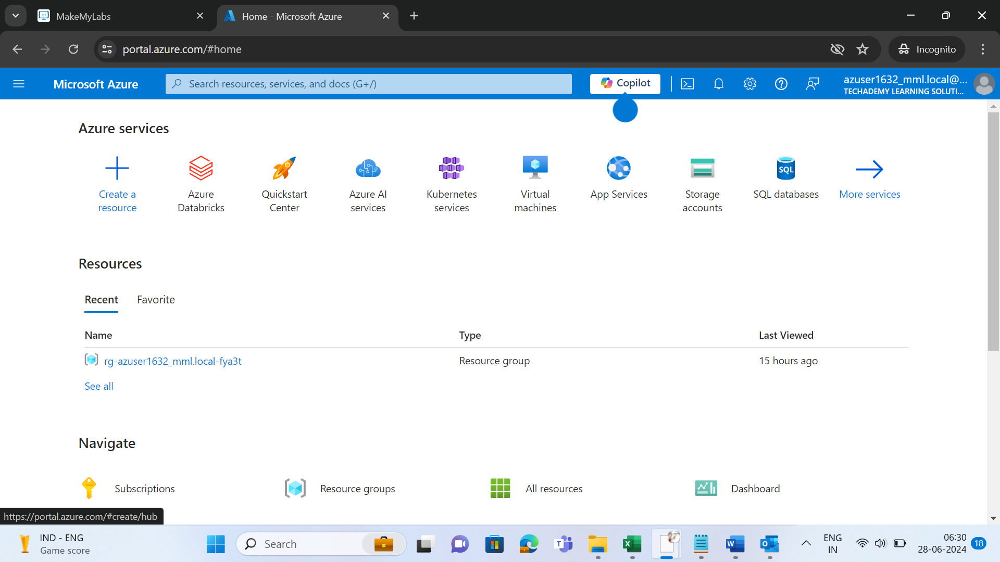 MakeMyLabs
Home - Microsoft Azure
portal.azure.com/#home
Incognito
Microsoft Azure
Search resources, services, and docs (G+/)
Copilot
azuser1632_mml.local@...
TECHADEMY LEARNING SOLUTI...
Azure services
Create a
resource
Azure
Databricks
Quickstart
Center
Azure AI
services
Kubernetes
services
Virtual
machines
App Services
Storage
accounts
SQL
SQL databases
More services
Resources
Recent
Favorite
Name
Type
Last Viewed
rg-azuser1632_mml.local-fya3t
Resource group
15 hours ago
See all
Navigate
Subscriptions
Resource groups
All resources
Dashboard
https://portal.azure.com/#create/hub
IND - ENG
Game score
Search
ENG
IN
06:30
28-06-2024
18